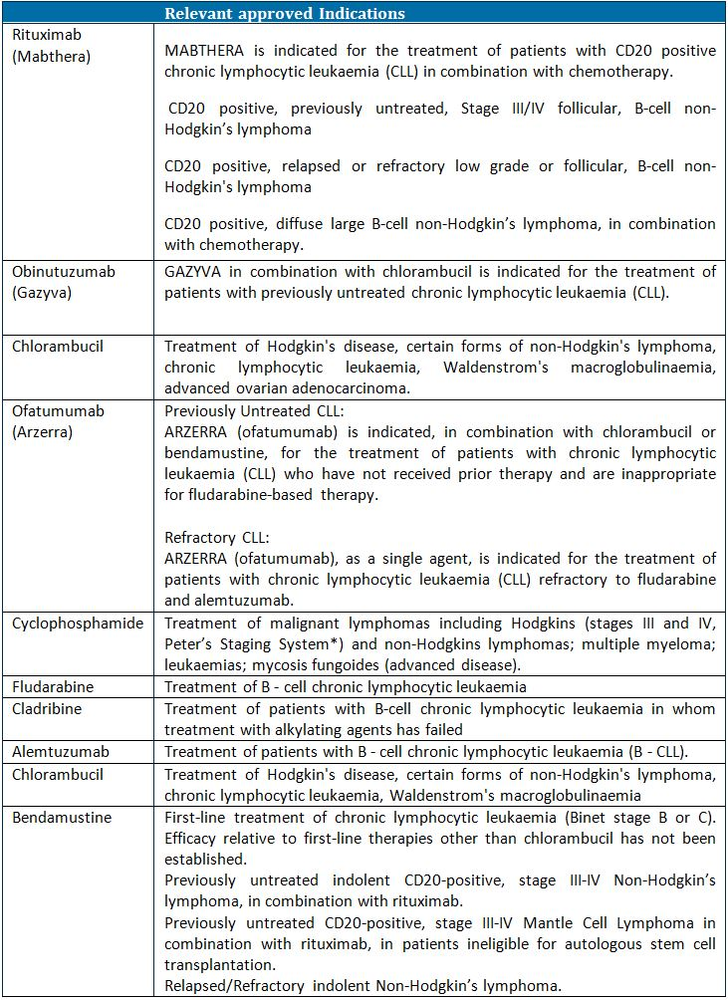 Relevant approved Indications
Rituximab
(Mabthera)
MABTHERA is indicated for the treatment of patients with CD20 positive
chronic lymphocytic leukaemia (CLL) in combination with chemotherapy.
CD20 positive, previously untreated, Stage III/IV follicular, B-cell non-
Hodgkin’s lymphoma
CD20 positive, relapsed or refractory low grade or follicular, B-cell non-
Hodgkin's lymphoma
CD20 positive, diffuse large B-cell non-Hodgkin’s lymphoma, in combination
with chemotherapy.
Obinutuzumab
(Gazyva)
GAZYVA in combination with chlorambucil is indicated for the treatment of
patients with previously untreated chronic lymphocytic leukaemia (CLL).
Chlorambucil
Treatment of Hodgkin's disease, certain forms of non-Hodgkin's lymphoma,
chronic lymphocytic leukaemia, Waldenstrom's macroglobulinaemia,
advanced ovarian adenocarcinoma.
Ofatumumab
(Arzerra)
Previously Untreated CLL:
ARZERRA (ofatumumab) is indicated, in combination with chlorambucil or
bendamustine, for the treatment of patients with chronic lymphocytic
leukaemia (CLL) who have not received prior therapy and are inappropriate
for fludarabine-based therapy.
Refractory CLL:
ARZERRA (ofatumumab), as a single agent, is indicated for the treatment of
patients with chronic lymphocytic leukaemia (CLL) refractory to fludarabine
and alemtuzumab.
Cyclophosphamide
Treatment of malignant lymphomas including Hodgkins (stages III and IV,
Peter’s Staging System*) and non-Hodgkins lymphomas; multiple myeloma;
leukaemias; mycosis fungoides (advanced disease).
Fludarabine
Treatment of B - cell chronic lymphocytic leukaemia
Cladribine
Treatment of patients with B-cell chronic lymphocytic leukaemia in whom
treatment with alkylating agents has failed
Alemtuzumab
Treatment of patients with B - cell chronic lymphocytic leukaemia (B - CLL).
Chlorambucil
Treatment of Hodgkin's disease, certain forms of non-Hodgkin's lymphoma,
chronic lymphocytic leukaemia, Waldenstrom's macroglobulinaemia
Bendamustine
First-line treatment of chronic lymphocytic leukaemia (Binet stage B or C).
Efficacy relative to first-line therapies other than chlorambucil has not been
established.
Previously untreated indolent CD20-positive, stage III-IV Non-Hodgkin’s
lymphoma, in combination with rituximab.
Previously untreated CD20-positive, stage III-IV Mantle Cell Lymphoma in
combination with rituximab, in patients ineligible for autologous stem cell
transplantation.
Relapsed/Refractory indolent Non-Hodgkin’s lymphoma.